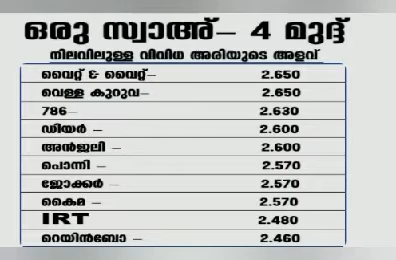 ഒരു സ്വാഅ്– 4 മുദ്ദ്
നിലവിലുള്ള വിവിധ അരിയുടെ അളവ്
വൈറ്റ് & വൈറ്റ്– 2.650
വെള്ള കുറുവ– 2.650
786– 2.630
ഡിയർ – 2.600
അൻജലി – 2.600
പൊന്നി – 2.570
ജോക്കർ – 2.570
കൈമ – 2.570
IRT 2.480
റെയിൻബോ – 2.460